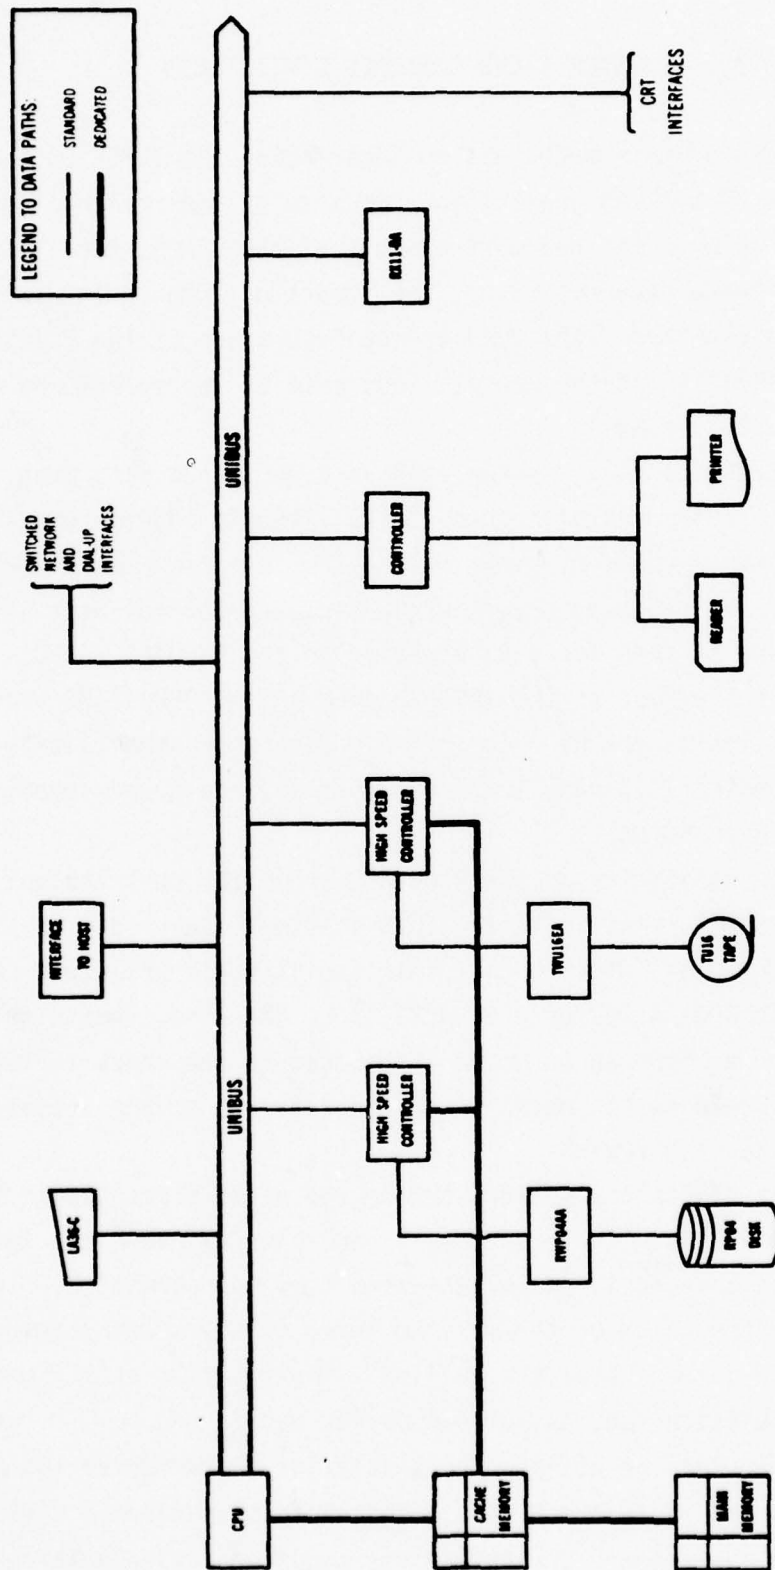 LEGEND TO DATA PATHS:
STANDARD
DEDICATED
SWITCHED
NETWORK
AND
DIAL-UP
INTERFACES
LA36-C
INTERFACE
TO HOST
CPU
UNIBUS
UNIBUS
HIGH SPEED
CONTROLLER
HIGH SPEED
CONTROLLER
CONTROLLER
RX11-BA
CACHE
MEMORY
RWP04AA
TWU16EA
READER
PRINTER
CRT
INTERFACES
MAIN
MEMORY
RP04
DISK
TU16
TAPE